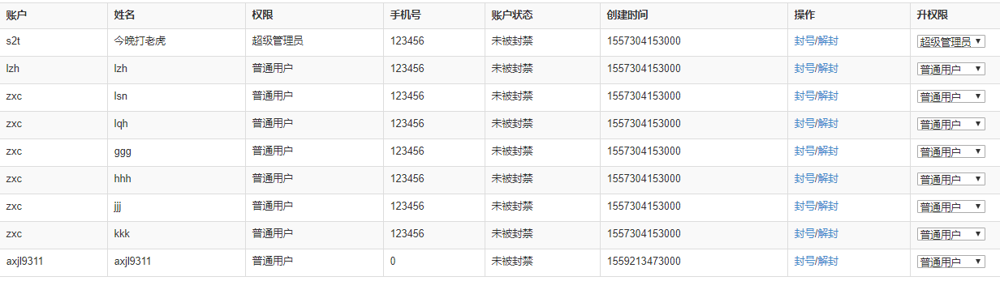 账户 姓名 权限 手机号 账户状态 创建时间 操作 升权限
s2t 今晚打老虎 超级管理员 123456 未被封禁 1557304153000 封号/解封 超级管理员
lzh lzh 普通用户 123456 未被封禁 1557304153000 封号/解封 普通用户
zxc lsn 普通用户 123456 未被封禁 1557304153000 封号/解封 普通用户
zxc lqh 普通用户 123456 未被封禁 1557304153000 封号/解封 普通用户
zxc ggg 普通用户 123456 未被封禁 1557304153000 封号/解封 普通用户
zxc hhh 普通用户 123456 未被封禁 1557304153000 封号/解封 普通用户
zxc jjj 普通用户 123456 未被封禁 1557304153000 封号/解封 普通用户
zxc kkk 普通用户 123456 未被封禁 1557304153000 封号/解封 普通用户
axjl9311 axjl9311 普通用户 0 未被封禁 1559213473000 封号/解封 普通用户